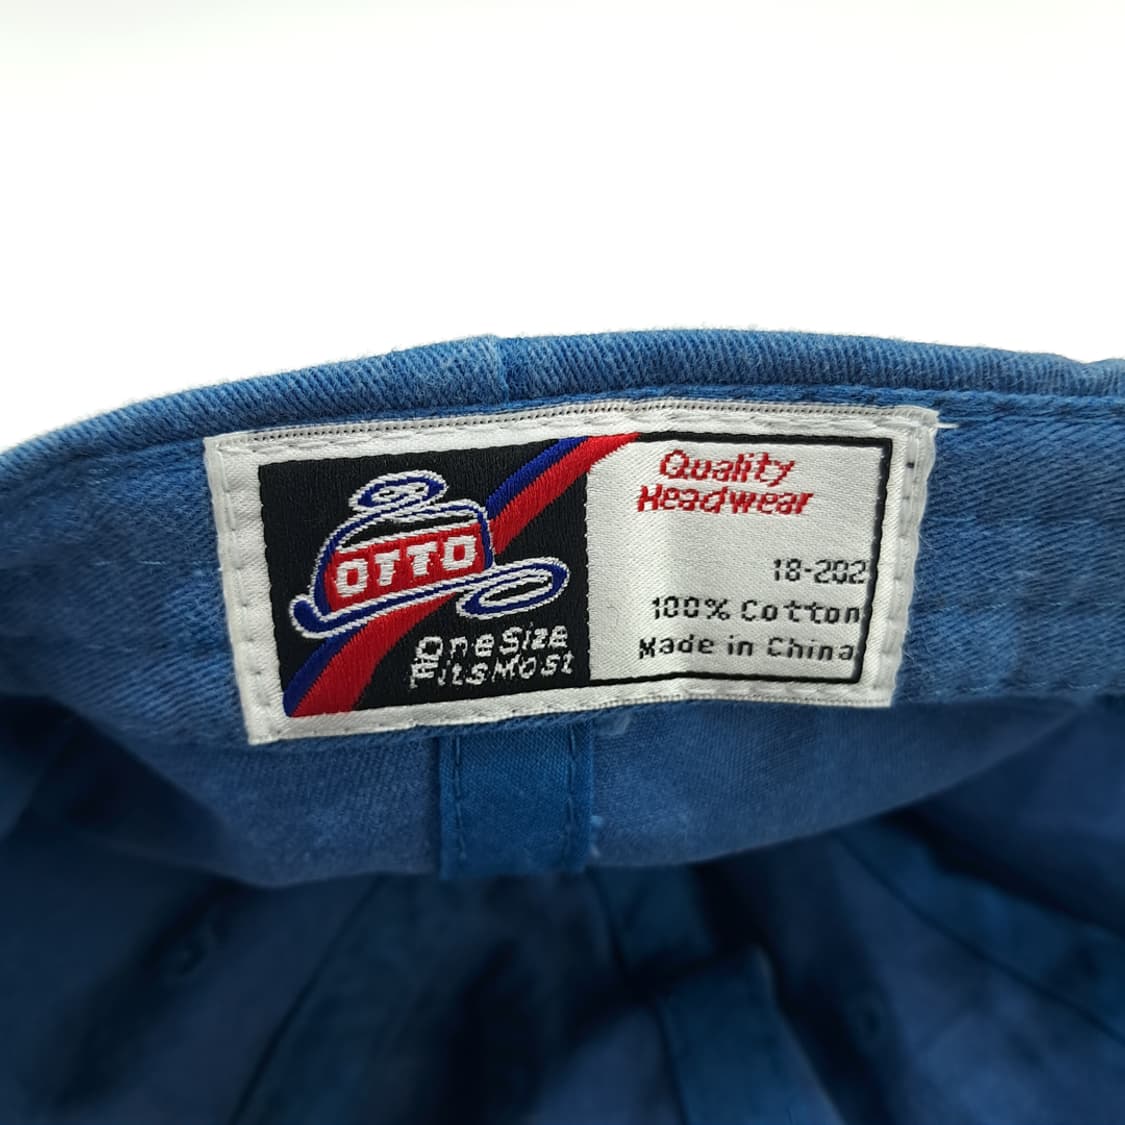 OTTO
One Size
Fits Most
Quality
Headwear
18-202
100% Cotton
Made in China